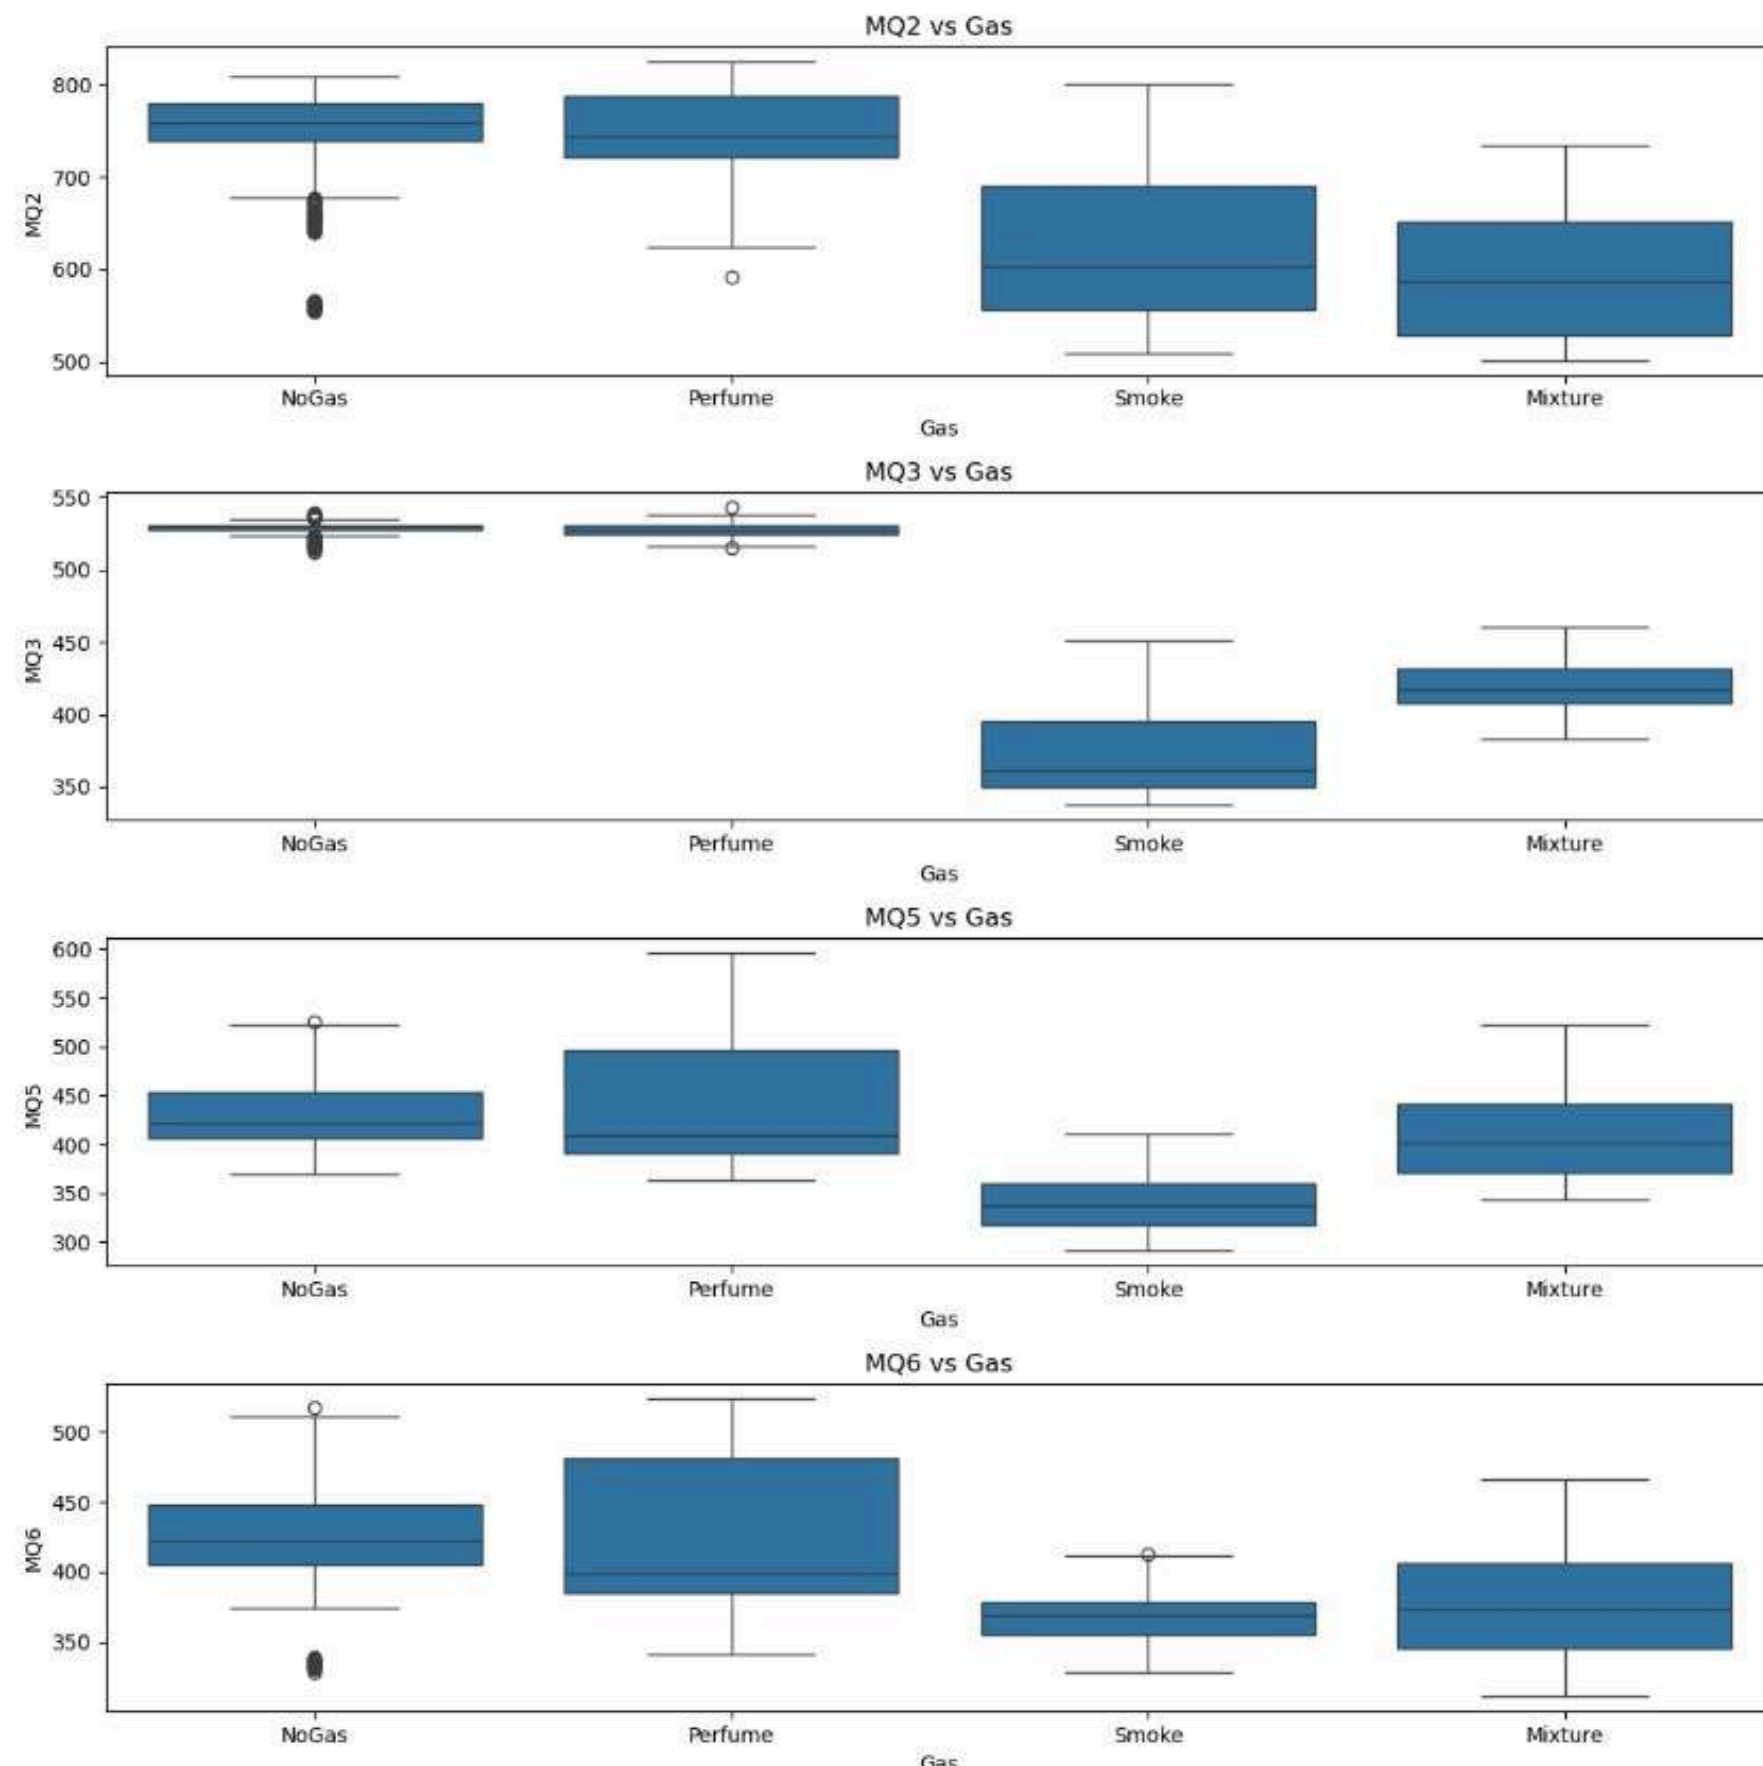 MQ2 vs Gas
800
700
600
500
MQ2
NoGas Perfume Smoke Mixture
Gas
MQ3 vs Gas
550
500
450
400
350
MQ3
NoGas Perfume Smoke Mixture
Gas
MQ5 vs Gas
600
550
500
450
400
350
300
MQ5
NoGas Perfume Smoke Mixture
Gas
MQ6 vs Gas
500
450
400
350
MQ6
NoGas Perfume Smoke Mixture
Gas